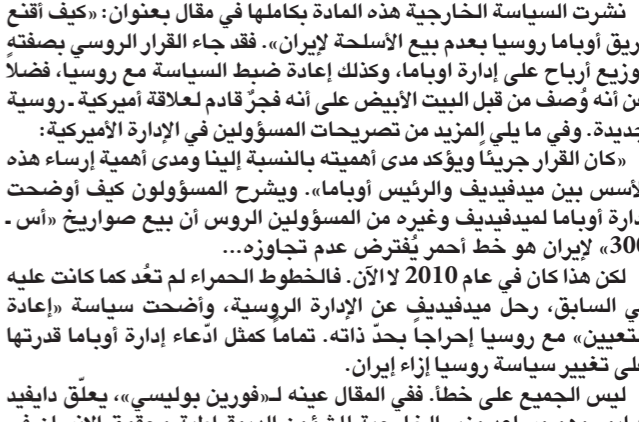 نشرت السياسة الخارجية هذه المادة بكاملها في مقال بعنوان: «كيف أقنع
ريق أوباما روسيا بعدم بيع الأسلحة لإيران». فقد جاء القرار الروسي بصفته
وزيع أرباح على إدارة اوباما، وكذلك إعادة ضبط السياسة مع روسيا، فضلاً
ن أنه وُصف من قبل البيت الأبيض على أنه فجرٌ قادم لعلاقة أميركية ـ روسية
جديدة. وفي ما يلي المزيد من تصريحات المسؤولين في الإدارة الأميركية:
«كان القرار جريئاً ويؤكد مدى أهميته بالنسبة إلينا ومدى أهمية إرساء هذه
لأسس بين ميدفيديف والرئيس أوباما». ويشرح المسؤولون كيف أوضحت
دارة أوباما لميدفيديف وغيره من المسؤولين الروس أن بيع صواريخ «أس ـ
300» لإيران هو خط أحمر يُفترض عدم تجاوزه...
لكن هذا كان في عام 2010 لا الآن. فالخطوط الحمراء لم تعُد كما كانت عليه
ي السابق، رحل ميدفيديف عن الإدارة الروسية، وأضحت سياسة «إعادة
لتعيين» مع روسيا إحراجاً بحدّ ذاته. تماماً كمثل ادّعاء إدارة أوباما قدرتها
لى تغيير سياسة روسيا إزاء إيران.
ليس الجميع على خطأ. ففي المقال عينه لـ«فورين بوليسي»، يعلّق دايفيد